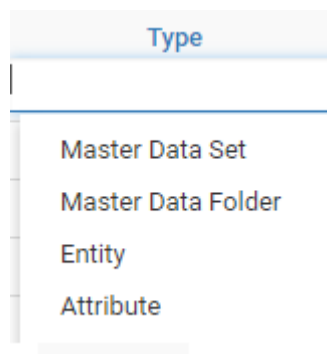 Type
Master Data Set
Master Data Folder
Entity
Attribute